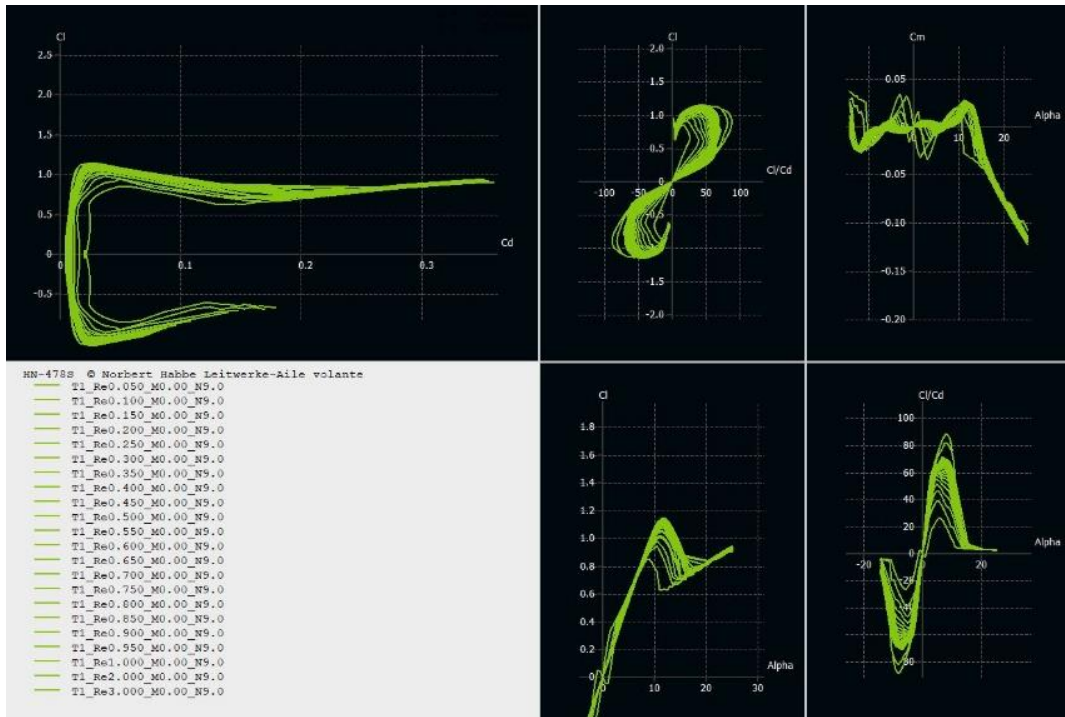 Cl
2.5
2.0
1.5
1.0
0.5
0
0
0.1
0.2
0.3
Cd
-0.5
Cl
2.0
1.5
1.0
0.5
-100
-50
0
50
100
Cl/Cd
-0.5
-1.0
-1.5
-2.0
Cm
0.05
Alpha
0
10
20
-0.05
-0.10
-0.15
-0.20
HN-478S © Norbert Habbe Leitwerke-Aile volante
T1_Re0.050_M0.00_N9.0
T1_Re0.100_M0.00_N9.0
T1_Re0.150_M0.00_N9.0
T1_Re0.200_M0.00_N9.0
T1_Re0.250_M0.00_N9.0
T1_Re0.300_M0.00_N9.0
T1_Re0.350_M0.00_N9.0
T1_Re0.400_M0.00_N9.0
T1_Re0.450_M0.00_N9.0
T1_Re0.500_M0.00_N9.0
T1_Re0.550_M0.00_N9.0
T1_Re0.600_M0.00_N9.0
T1_Re0.650_M0.00_N9.0
T1_Re0.700_M0.00_N9.0
T1_Re0.750_M0.00_N9.0
T1_Re0.800_M0.00_N9.0
T1_Re0.850_M0.00_N9.0
T1_Re0.900_M0.00_N9.0
T1_Re0.950_M0.00_N9.0
T1_Re1.000_M0.00_N9.0
T1_Re2.000_M0.00_N9.0
T1_Re3.000_M0.00_N9.0
Cl
1.8
1.6
1.4
1.2
1.0
0.8
0.6
0.4
0.2
0
0
10
20
30
Alpha
Cl/Cd
100
80
60
40
20
0
-20
20
Alpha
-20
-40
-60